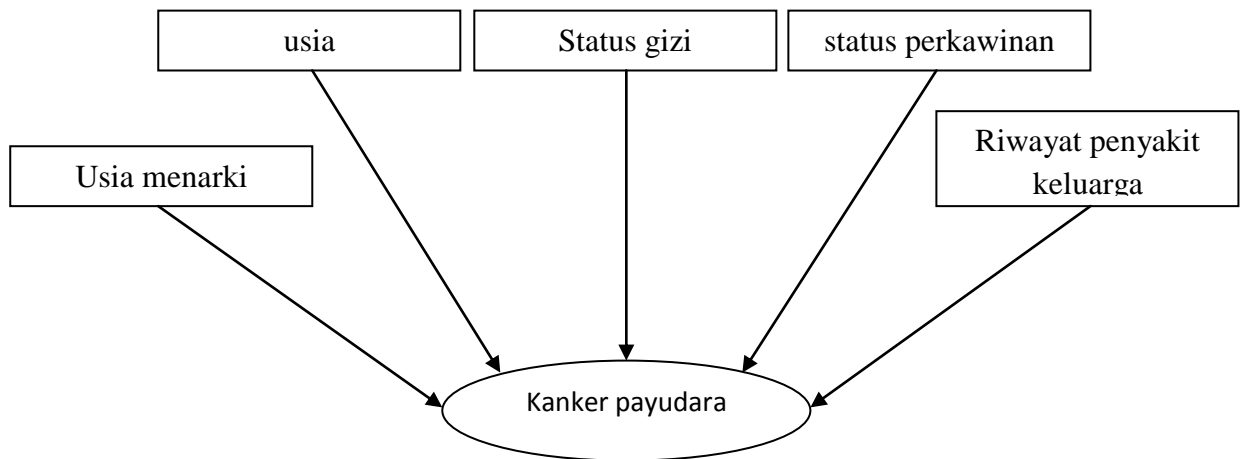 usia
Status gizi
status perkawinan
Usia menarki
Riwayat penyakit
keluarga
Kanker payudara